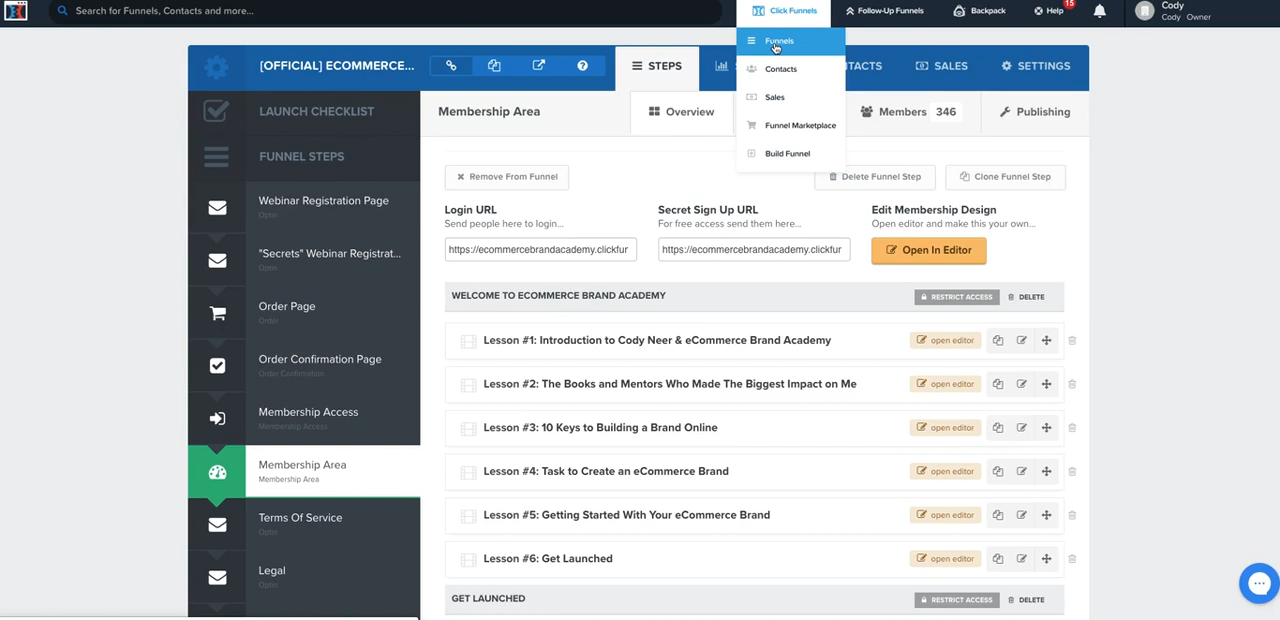 Search for Funnels, Contacts and more...
Click Funnels
Follow-Up Funnels
Backpack
Help
15
Cody
Cody Owner
Funnels
Contacts
Sales
Funnel Marketplace
Build Funnel
[OFFICIAL] ECOMMERCE...
STEPS
S
TACTS
SALES
SETTINGS
LAUNCH CHECKLIST
Membership Area
Overview
Members 346
Publishing
FUNNEL STEPS
Webinar Registration Page
Optin
"Secrets" Webinar Registrat...
Optin
Order Page
Order
Order Confirmation Page
Order Confirmation
Membership Access
Membership Access
Membership Area
Membership Area
Terms Of Service
Optin
Legal
Optin
Remove From Funnel
Delete Funnel Step
Clone Funnel Step
Login URL
Send people here to login...
https://ecommercebrandacademy.clickfur
Secret Sign Up URL
For free access send them here...
https://ecommercebrandacademy.clickfur
Edit Membership Design
Open editor and make this your own...
Open In Editor
WELCOME TO ECOMMERCE BRAND ACADEMY
RESTRICT ACCESS
DELETE
Lesson #1: Introduction to Cody Neer & eCommerce Brand Academy
open editor
Lesson #2: The Books and Mentors Who Made The Biggest Impact on Me
open editor
Lesson #3: 10 Keys to Building a Brand Online
open editor
Lesson #4: Task to Create an eCommerce Brand
open editor
Lesson #5: Getting Started With Your eCommerce Brand
open editor
Lesson #6: Get Launched
open editor
GET LAUNCHED
RESTRICT ACCESS
DELETE